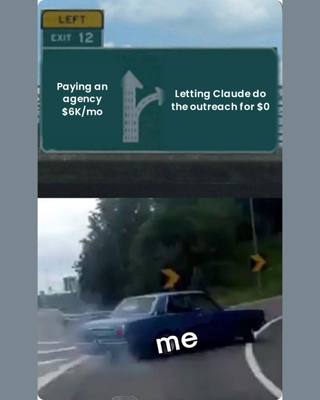 LEFT
EXIT 12
Paying an
agency
$6K/mo
Letting Claude do
the outreach for $0
me